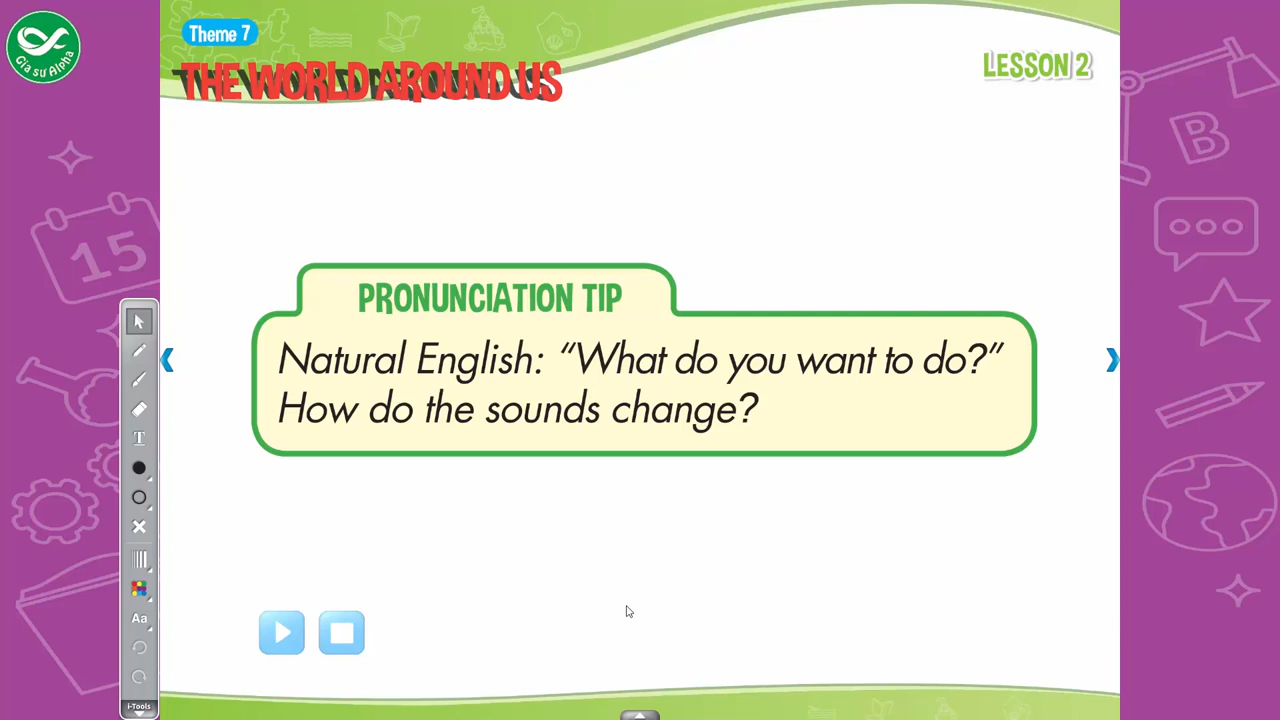 Gia sư Alpha
Theme 7
THE WORLD AROUND US
LESSON 2
15
B
PRONUNCIATION TIP
Natural English: “What do you want to do?”
How do the sounds change?
T
Aa
i-Tools